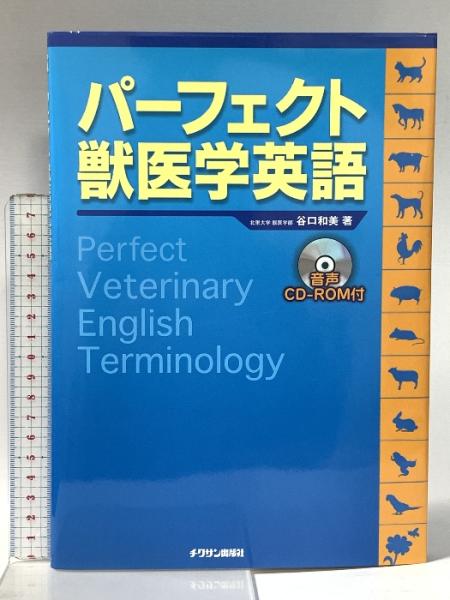 パーフェクト
獣医学英語
北里大学 獣医学部 谷口和美 著
音声
CD-ROM付
Perfect
Veterinary
English
Terminology
チクサン出版社